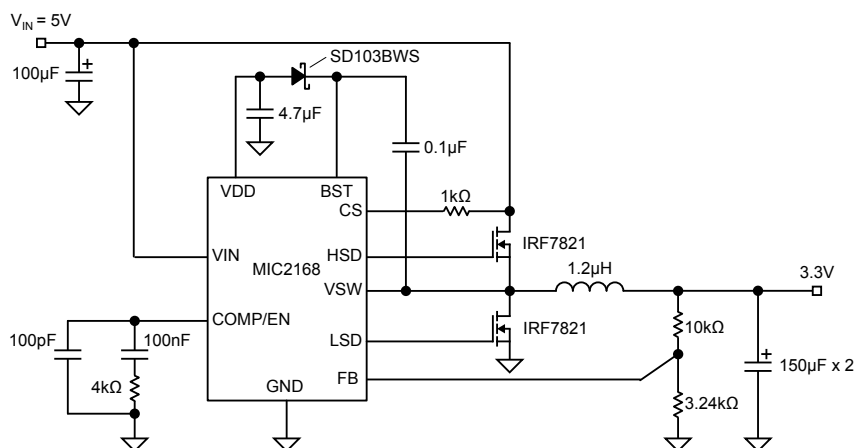 VIN = 5V
100µF
SD103BWS
4.7µF
0.1µF
VDD
BST
CS
1kΩ
VIN
HSD
IRF7821
MIC2168
1.2µH
3.3V
VSW
COMP/EN
100pF
100nF
LSD
IRF7821
10kΩ
4kΩ
FB
150µF x 2
GND
3.24kΩ